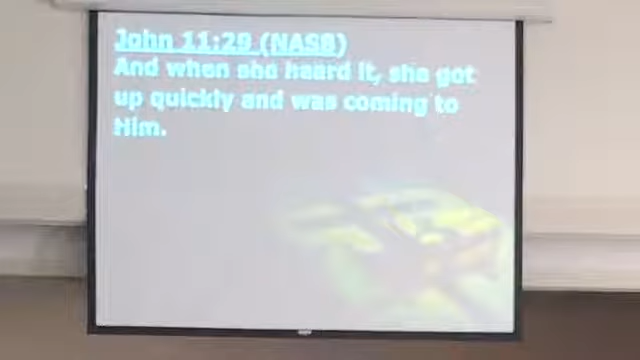 John 11:29 (NASB)
And when she heard it, she got
up quickly and was coming to
Him.